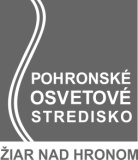 POHRONSKÉ
OSVETOVÉ
STREDISKO
ŽIAR NAD HRONOM